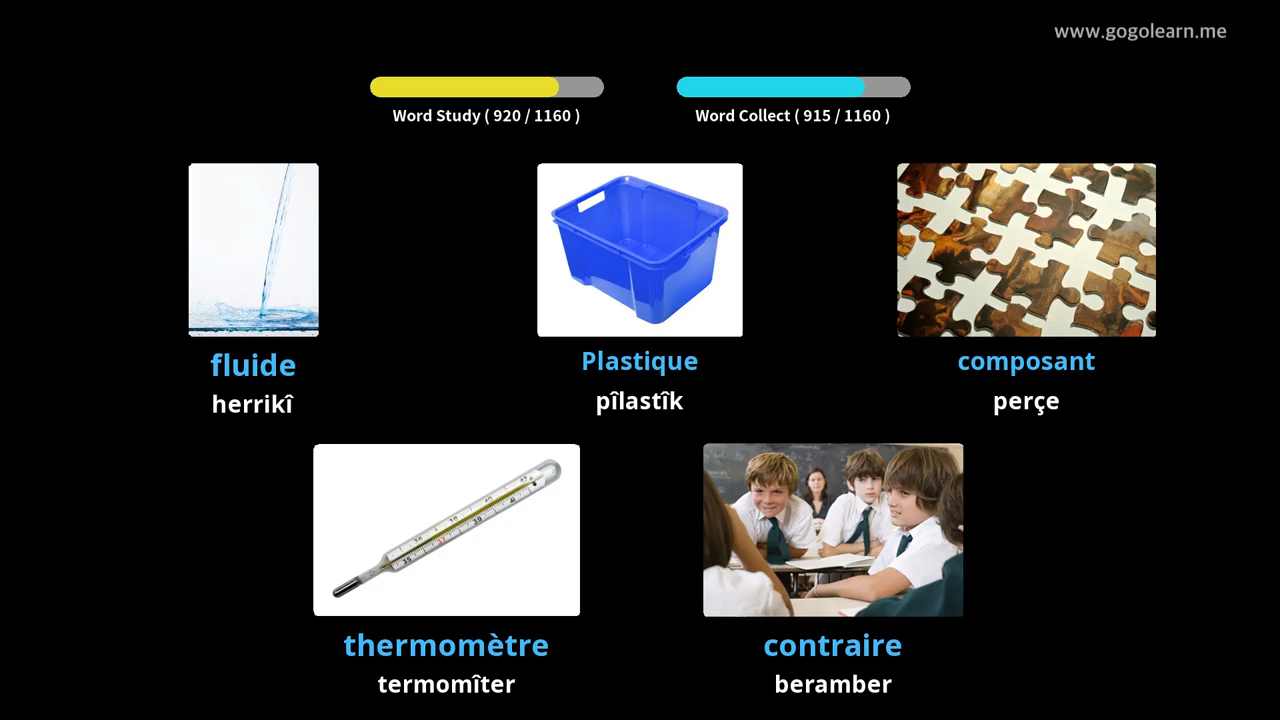 www.gogolearn.me
Word Study ( 920 / 1160 )
Word Collect ( 915 / 1160 )
fluide
herrikî
Plastique
pîlastîk
composant
perçe
thermomètre
termomîter
contraire
beramber